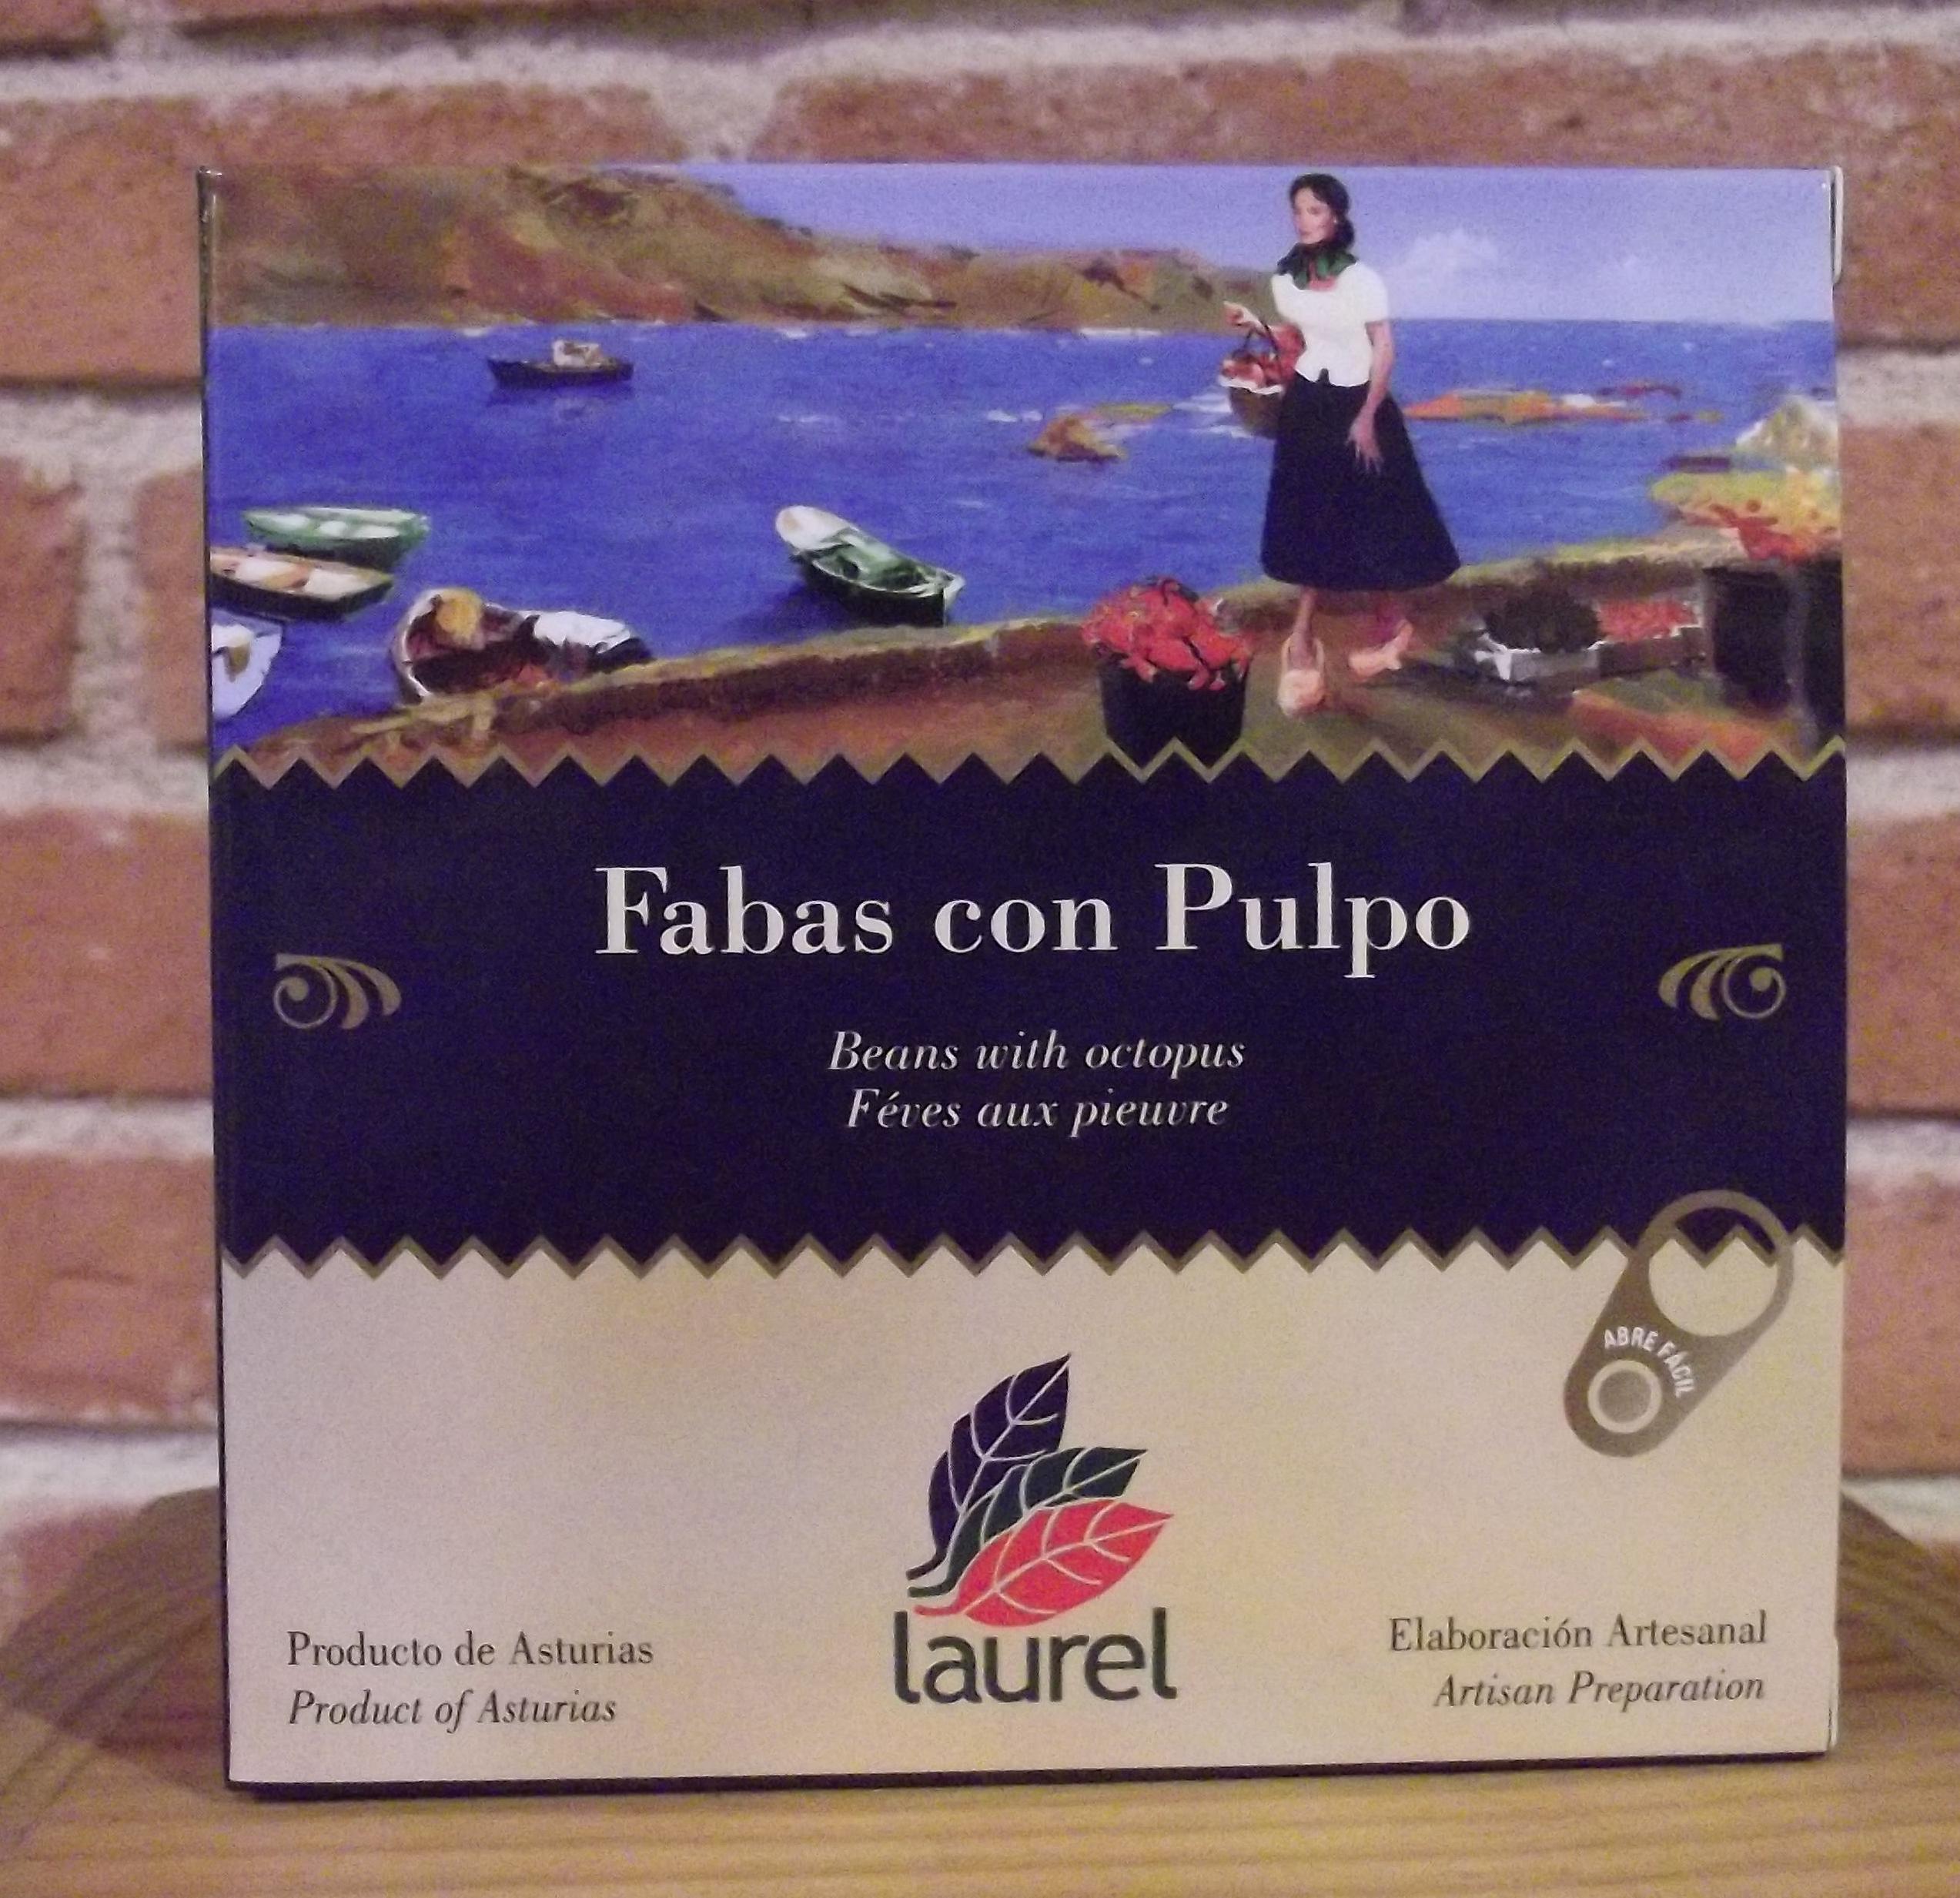 Fabas con Pulpo
Beans with octopus
Féves aux pieuvre
ABRE FÁCIL
laurel
Producto de Asturias
Product of Asturias
Elaboración Artesanal
Artisan Preparation